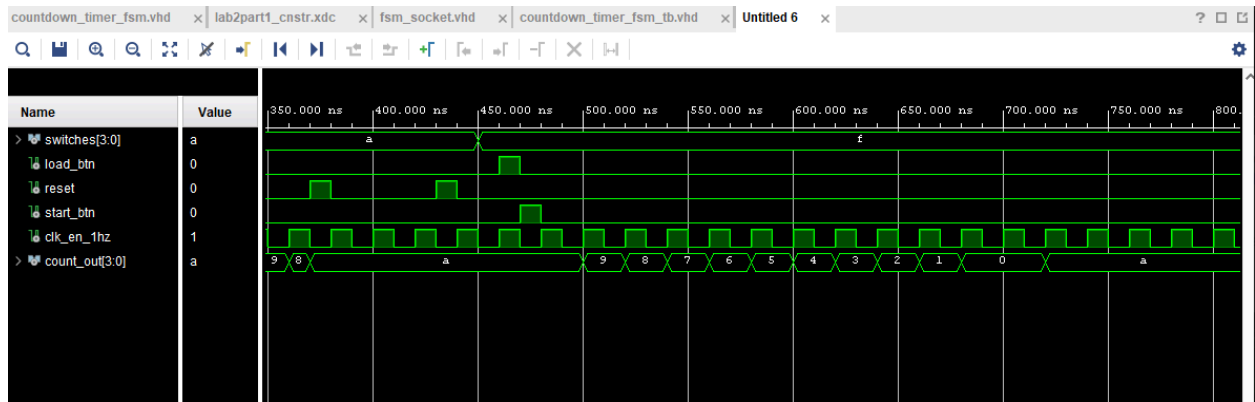 countdown_timer_fsm.vhd × lab2part1_cnstr.xdc × fsm_socket.vhd × countdown_timer_fsm_tb.vhd × Untitled 6 × ?
Name Value 350.000 ns 400.000 ns 450.000 ns 500.000 ns 550.000 ns 600.000 ns 650.000 ns 700.000 ns 750.000 ns 800.
switches[3:0] a a f
load_btn 0
reset 0
start_btn 0
clk_en_1hz 1
count_out[3:0] a 9 8 a 9 8 7 6 5 4 3 2 1 0 a